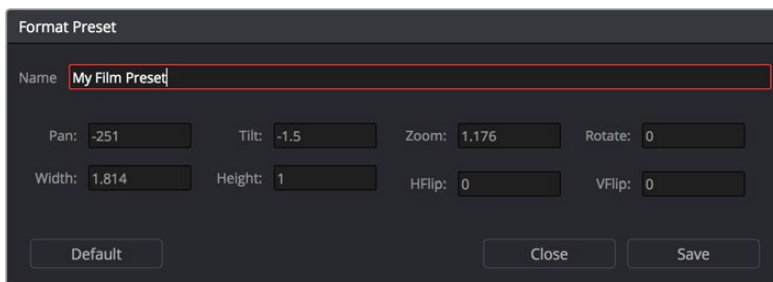 Format Preset
Name My Film Preset
Pan: -251 Tilt: -1.5 Zoom: 1.176 Rotate: 0
Width: 1.814 Height: 1 HFlip: 0 VFlip: 0
Default Close Save